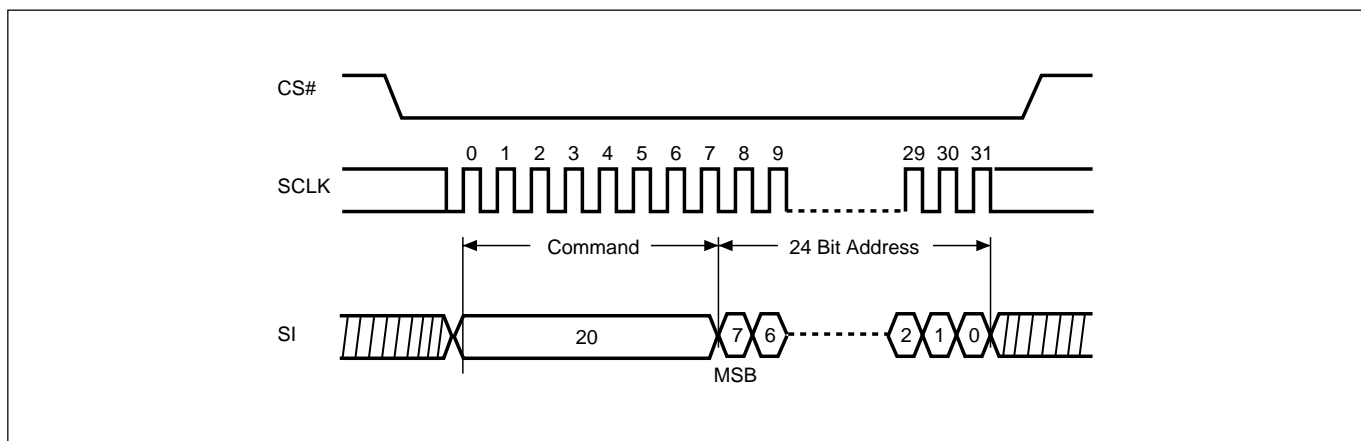 CS#
0 1 2 3 4 5 6 7 8 9 29 30 31
SCLK
Command 24 Bit Address
SI 20 7 6 2 1 0
MSB